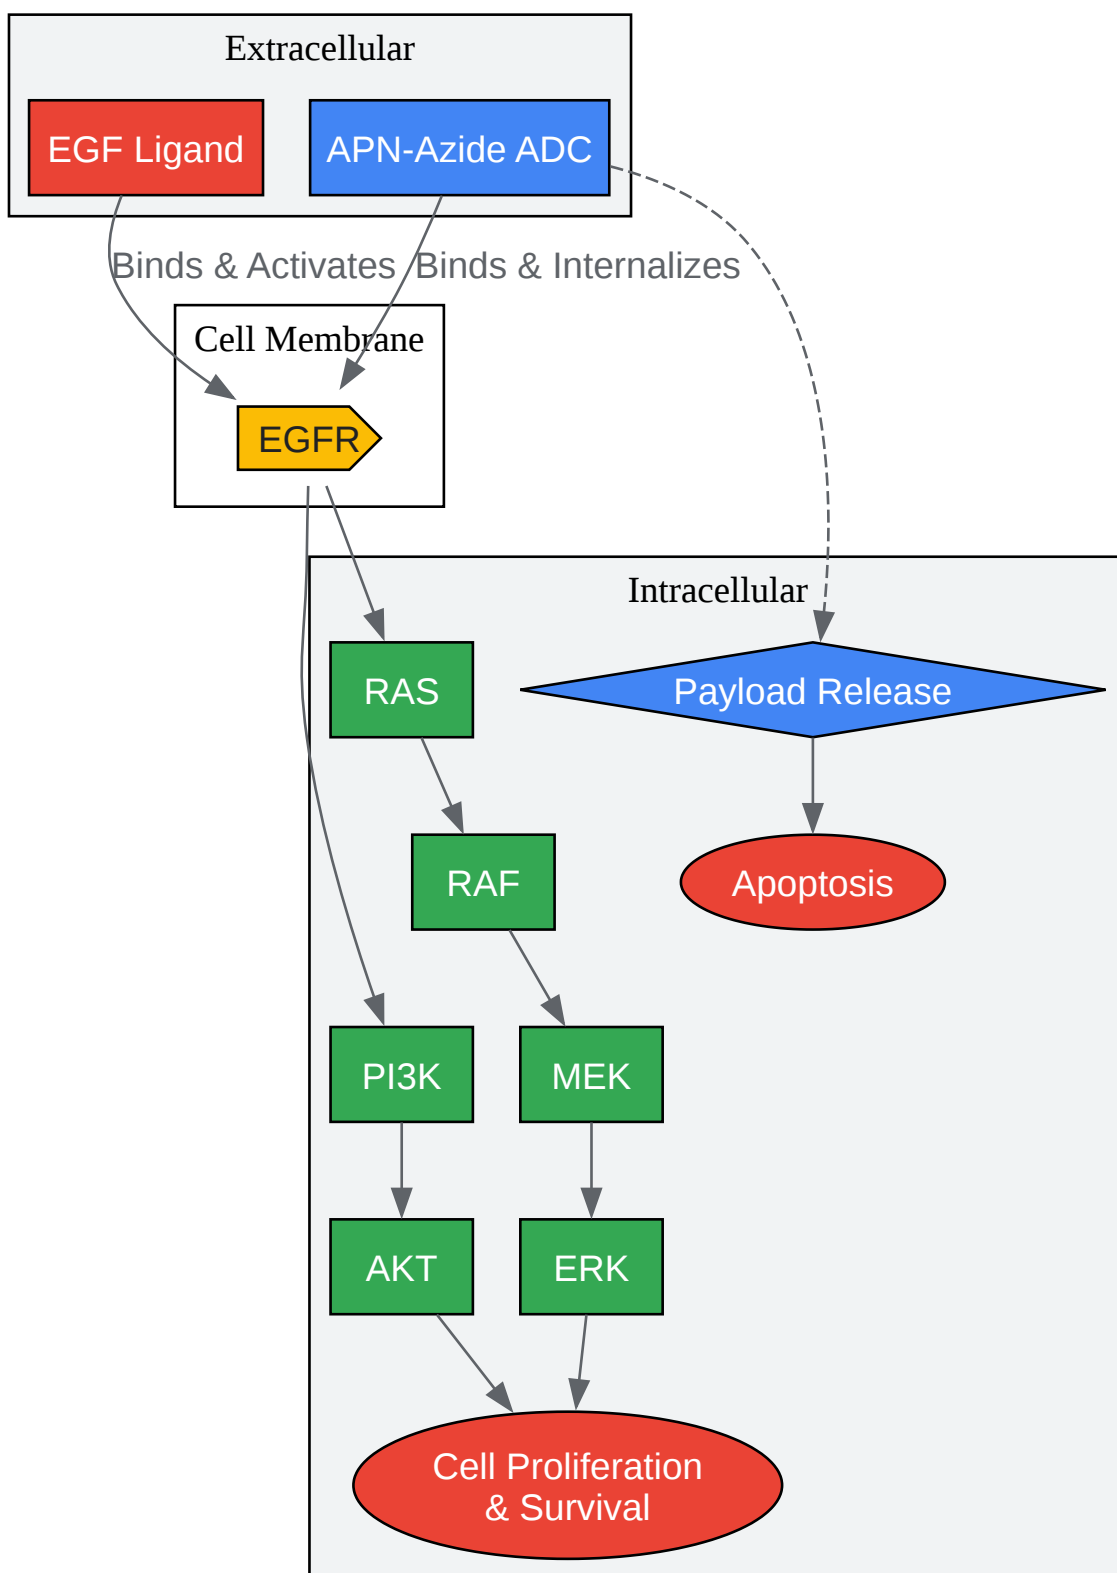 Extracellular
EGF Ligand
APN-Azide ADC
Binds & Activates
Binds & Internalizes
Cell Membrane
EGFR
Intracellular
RAS
Payload Release
RAF
Apoptosis
PI3K
MEK
AKT
ERK
Cell Proliferation
& Survival